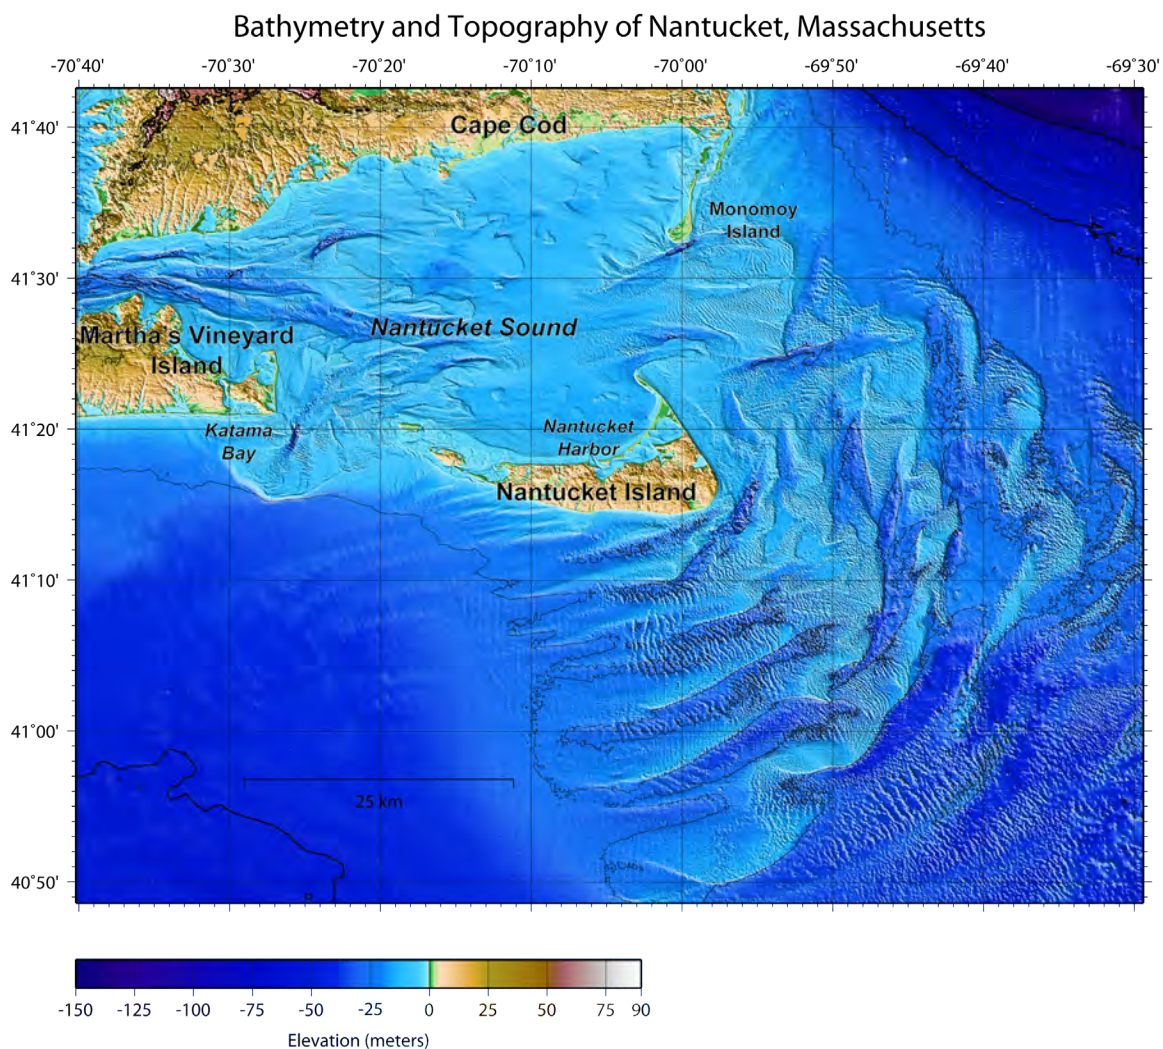 Bathymetry and Topography of Nantucket, Massachusetts
-70°40' -70°30' -70°20' -70°10' -70°00' -69°50' -69°40' -69°30'
41°40'
Cape Cod
Monomoy
Island
41°30'
Martha's Vineyard
Island
Nantucket Sound
41°20'
Katama
Bay
Nantucket
Harbor
Nantucket Island
41°10'
41°00'
25 km
40°50'
-150 -125 -100 -75 -50 -25 0 25 50 75 90
Elevation (meters)